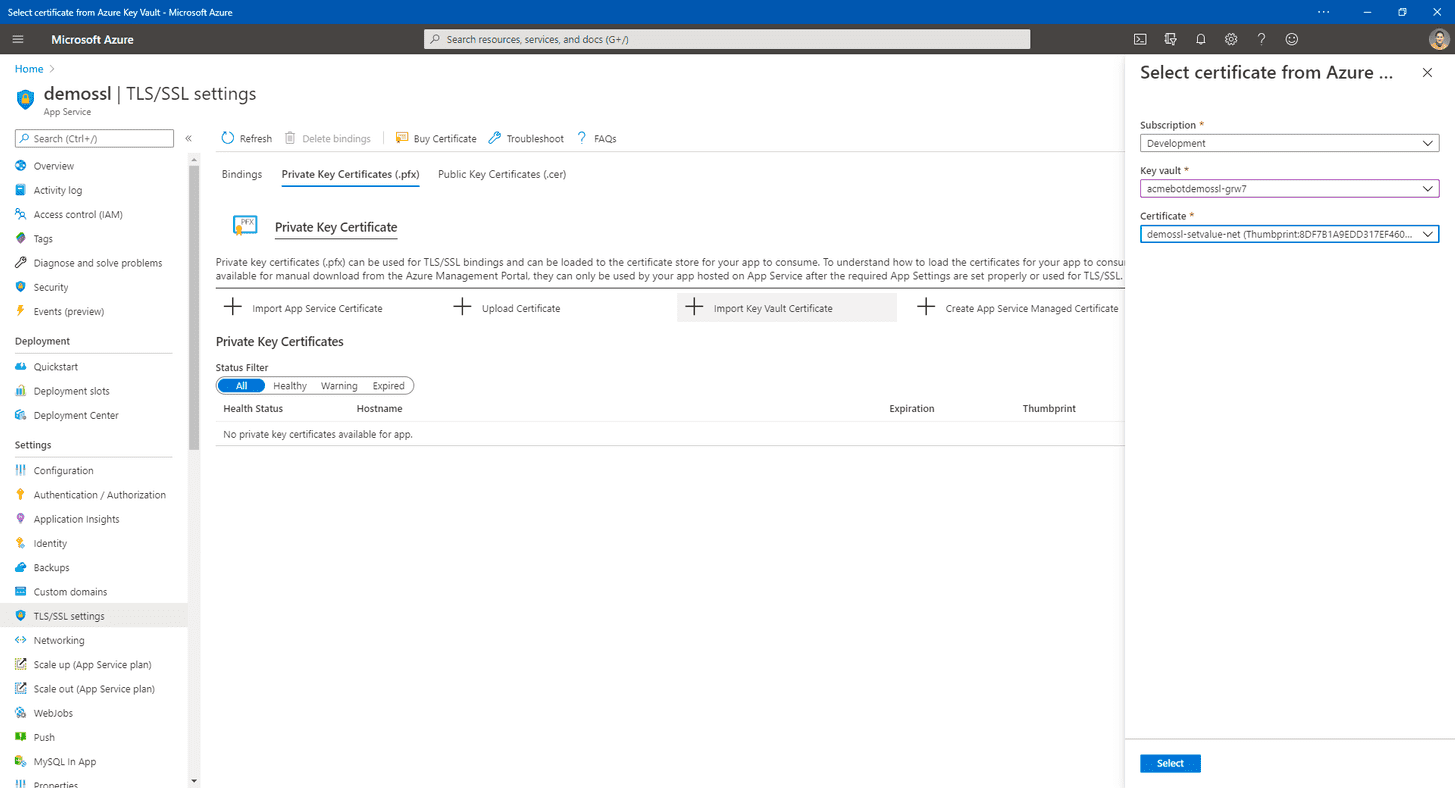 Select certificate from Azure Key Vault - Microsoft Azure
Microsoft Azure
Search resources, services, and docs (G+/)
Home
demossl | TLS/SSL settings
App Service
Search (Ctrl+/)
Overview
Activity log
Access control (IAM)
Tags
Diagnose and solve problems
Security
Events (preview)
Deployment
Quickstart
Deployment slots
Deployment Center
Settings
Configuration
Authentication / Authorization
Application Insights
Identity
Backups
Custom domains
TLS/SSL settings
Networking
Scale up (App Service plan)
Scale out (App Service plan)
WebJobs
Push
MySQL In App
Properties
Refresh
Delete bindings
Buy Certificate
Troubleshoot
FAQs
Bindings
Private Key Certificates (.pfx)
Public Key Certificates (.cer)
PFX
Private Key Certificate
Private key certificates (.pfx) can be used for TLS/SSL bindings and can be loaded to the certificate store for your app to consume. To understand how to load the certificates for your app to consu
available for manual download from the Azure Management Portal, they can only be used by your app hosted on App Service after the required App Settings are set properly or used for TLS/SSL.
Import App Service Certificate
Upload Certificate
Import Key Vault Certificate
Create App Service Managed Certificate
Private Key Certificates
Status Filter
All Healthy Warning Expired
Health Status Hostname Expiration Thumbprint
No private key certificates available for app.
Select certificate from Azure ...
Subscription *
Development
Key vault *
acmebotdemossl-grw7
Certificate *
demossl-setvalue-net (Thumbprint:8DF7B1A9EDD317EF460...
Select